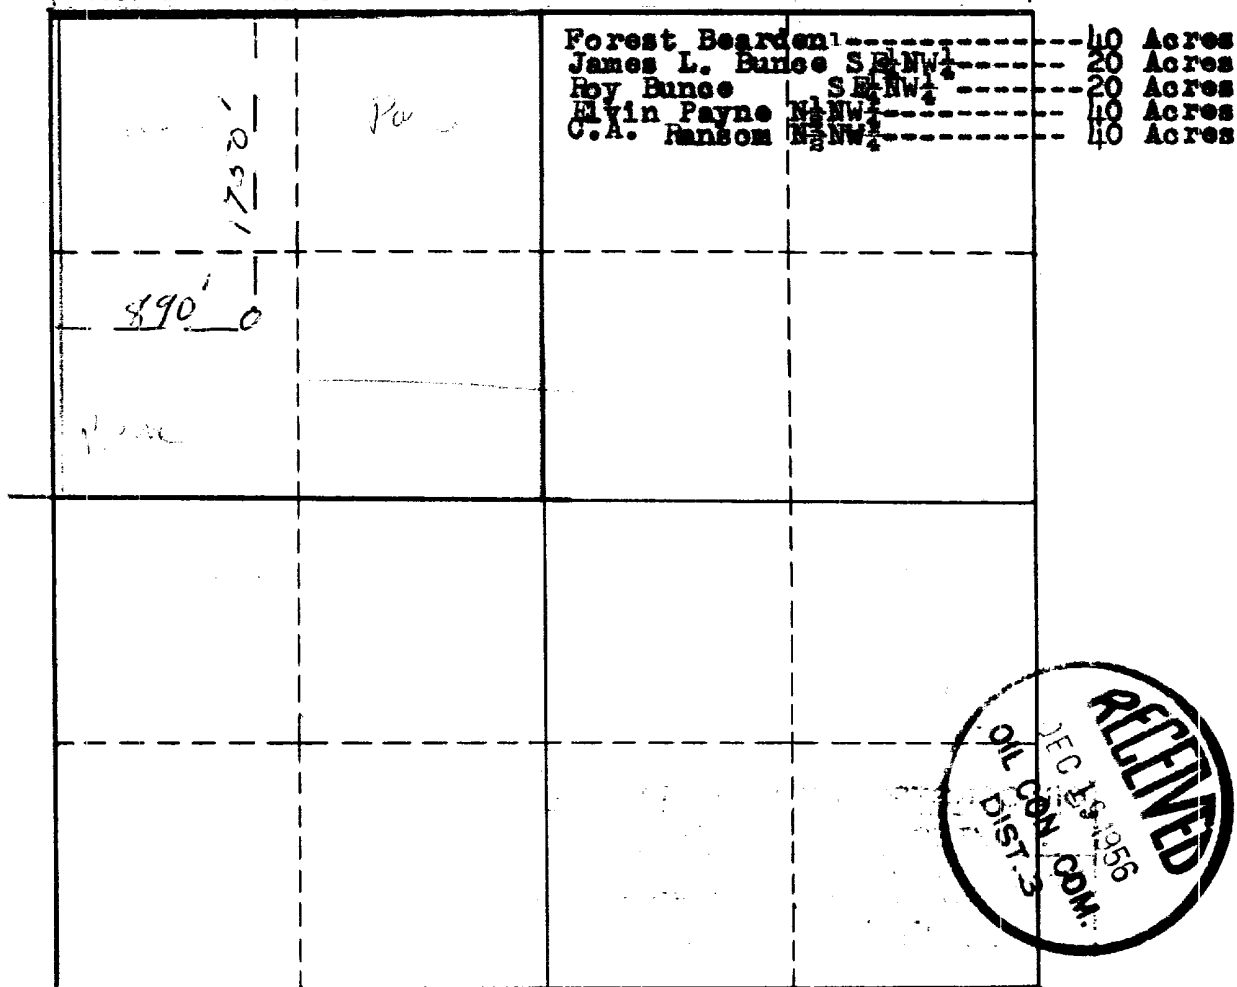 Forest Bearden ------------- 40 Acres
James L. Bunce SE¼NW¼ ----- 20 Acres
Roy Bunce SE¼NW¼ ------ 20 Acres
Elvin Payne N½NW¼ --------- 40 Acres
C.A. Ransom N½NW¼ --------- 40 Acres
1750'
890'
RECEIVED
DEC 1956
OIL CON. COM.
DIST. 3